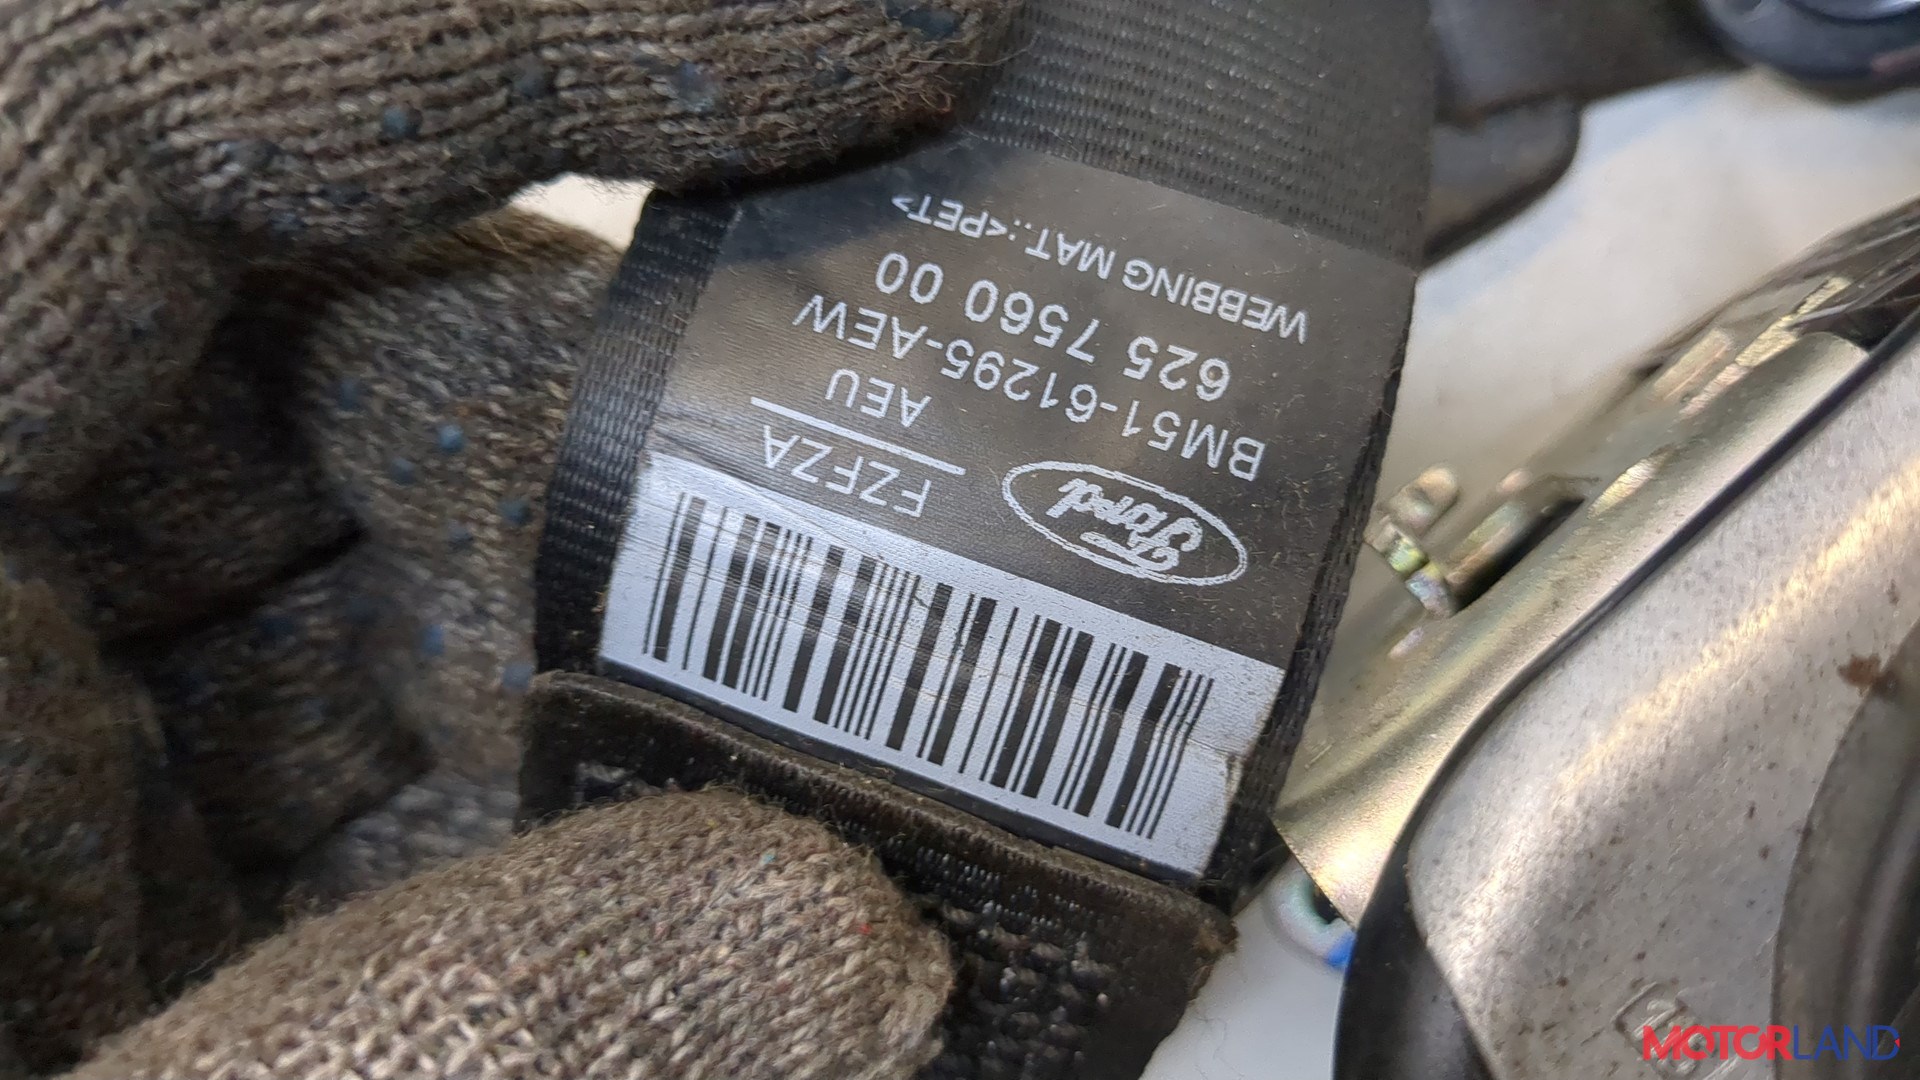 Ford
FZFZA
AEU
BM51-61295-AEW
625 7560 00
WEBBING MAT.:<PET>
MOTORLAND